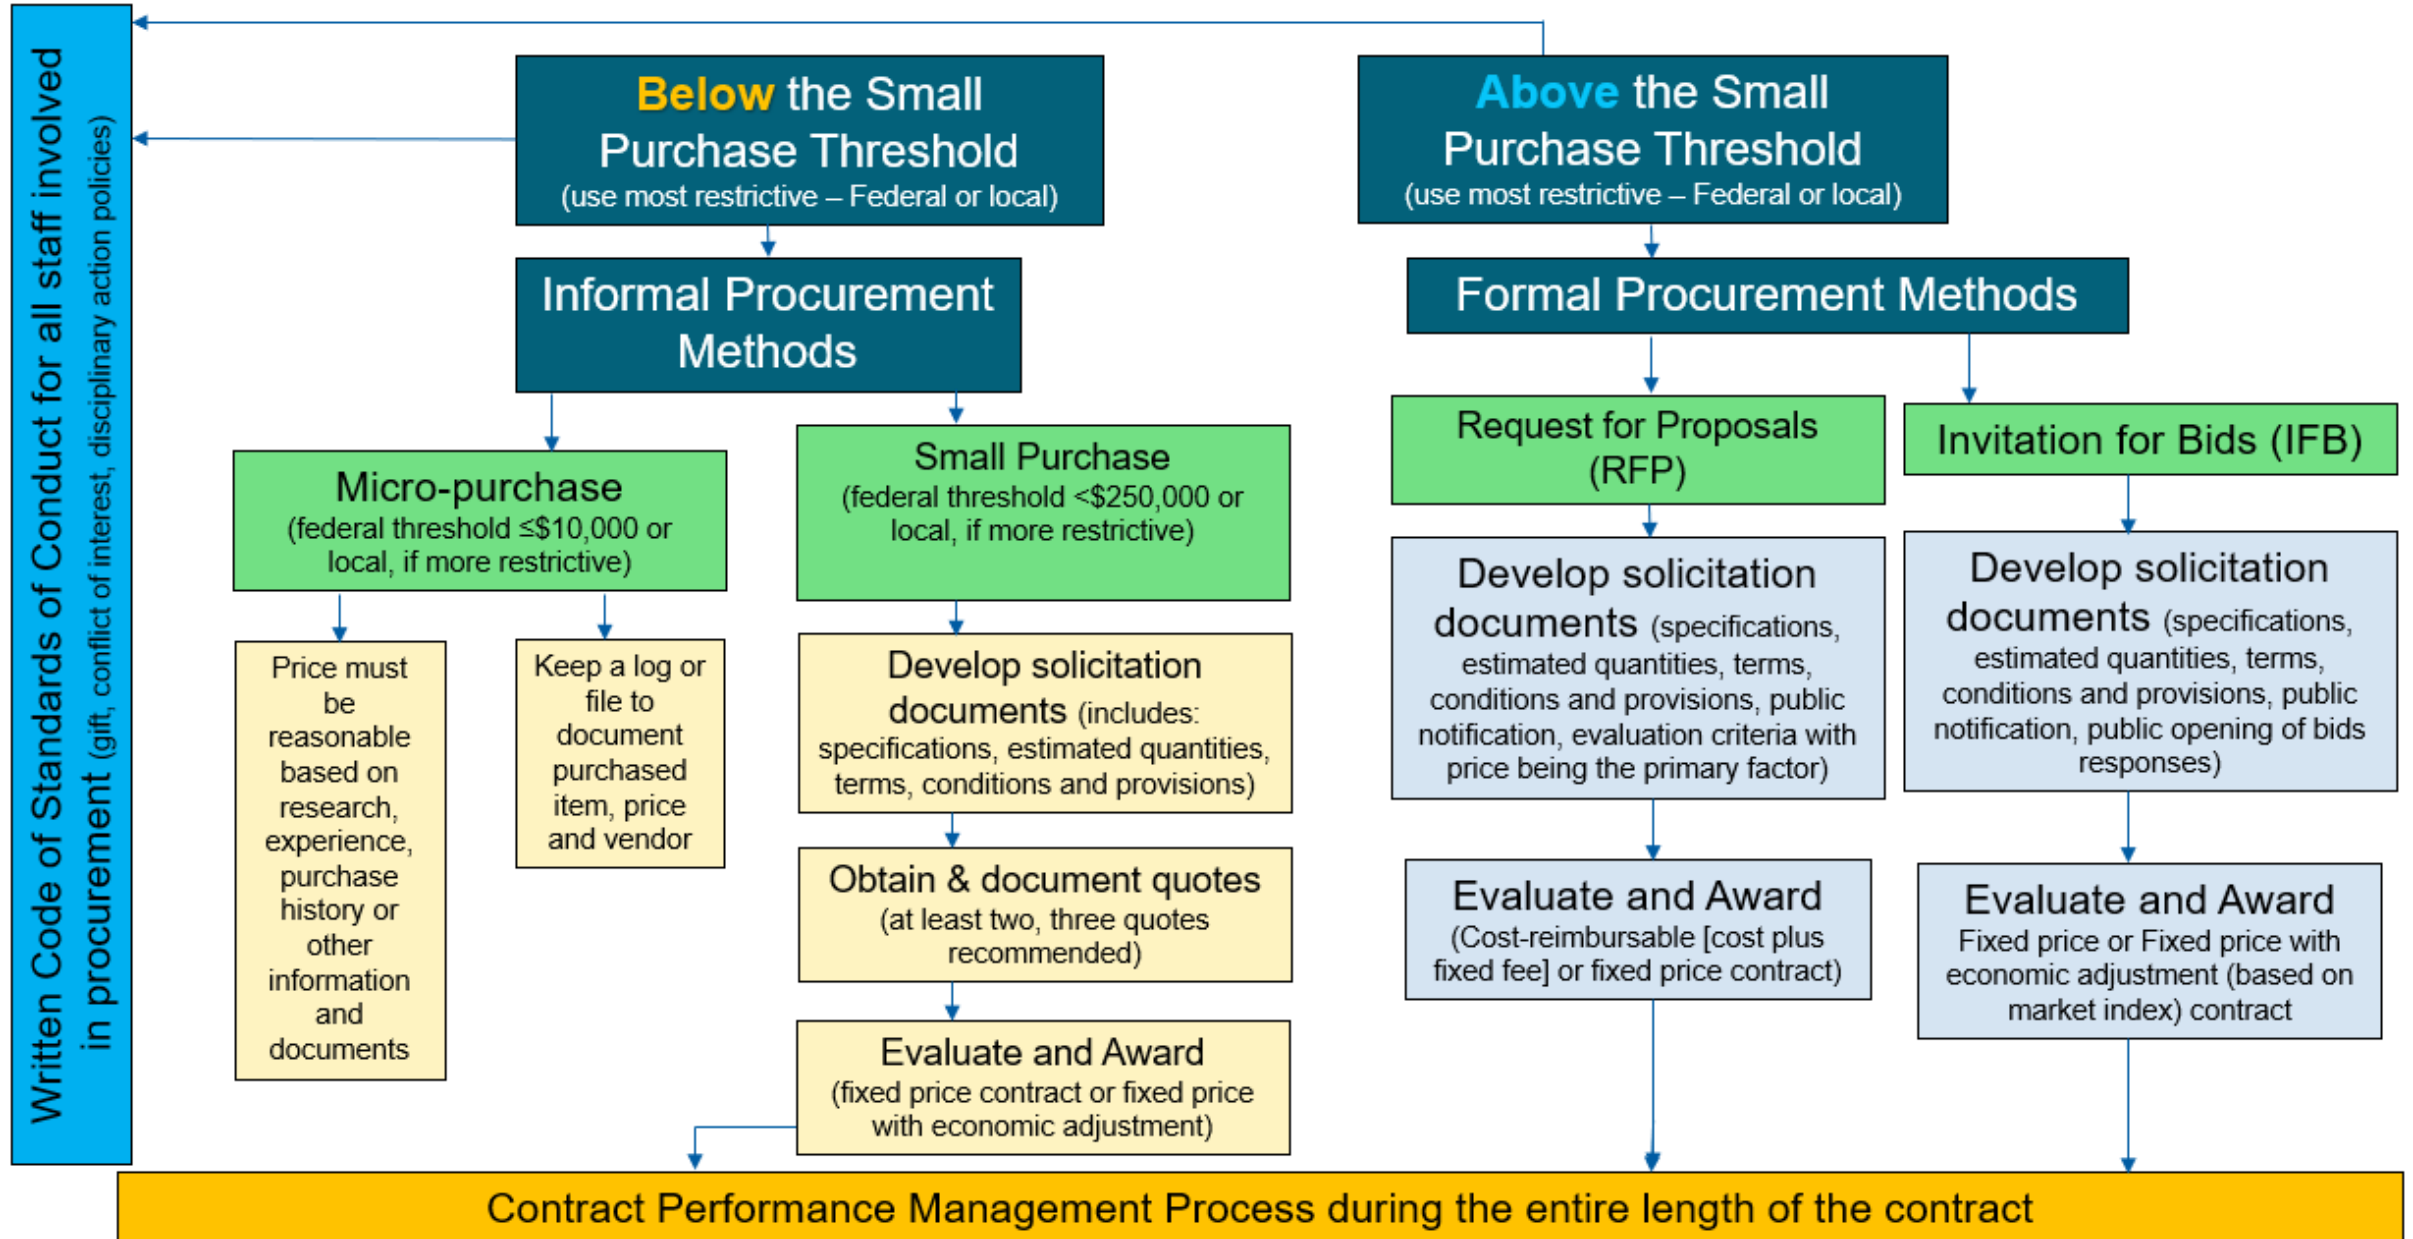 Written Code of Standards of Conduct for all staff involved
in procurement (gift, conflict of interest, disciplinary action policies)
Below the Small
Purchase Threshold
(use most restrictive – Federal or local)
Above the Small
Purchase Threshold
(use most restrictive – Federal or local)
Informal Procurement
Methods
Formal Procurement Methods
Micro-purchase
(federal threshold ≤$10,000 or
local, if more restrictive)
Small Purchase
(federal threshold <$250,000 or
local, if more restrictive)
Request for Proposals
(RFP)
Invitation for Bids (IFB)
Price must
be
reasonable
based on
research,
experience,
purchase
history or
other
information
and
documents
Keep a log or
file to
document
purchased
item, price
and vendor
Develop solicitation
documents (includes:
specifications, estimated quantities,
terms, conditions and provisions)
Obtain & document quotes
(at least two, three quotes
recommended)
Evaluate and Award
(fixed price contract or fixed price
with economic adjustment)
Develop solicitation
documents (specifications,
estimated quantities, terms,
conditions and provisions, public
notification, evaluation criteria with
price being the primary factor)
Evaluate and Award
(Cost-reimbursable [cost plus
fixed fee] or fixed price contract)
Develop solicitation
documents (specifications,
estimated quantities, terms,
conditions and provisions, public
notification, public opening of bids
responses)
Evaluate and Award
Fixed price or Fixed price with
economic adjustment (based on
market index) contract
Contract Performance Management Process during the entire length of the contract